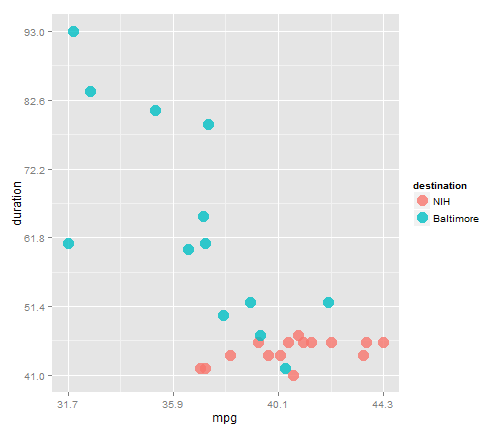 93.0
82.6
72.2
61.8
51.4
41.0
duration
31.7 35.9 40.1 44.3
mpg
destination
NIH
Baltimore